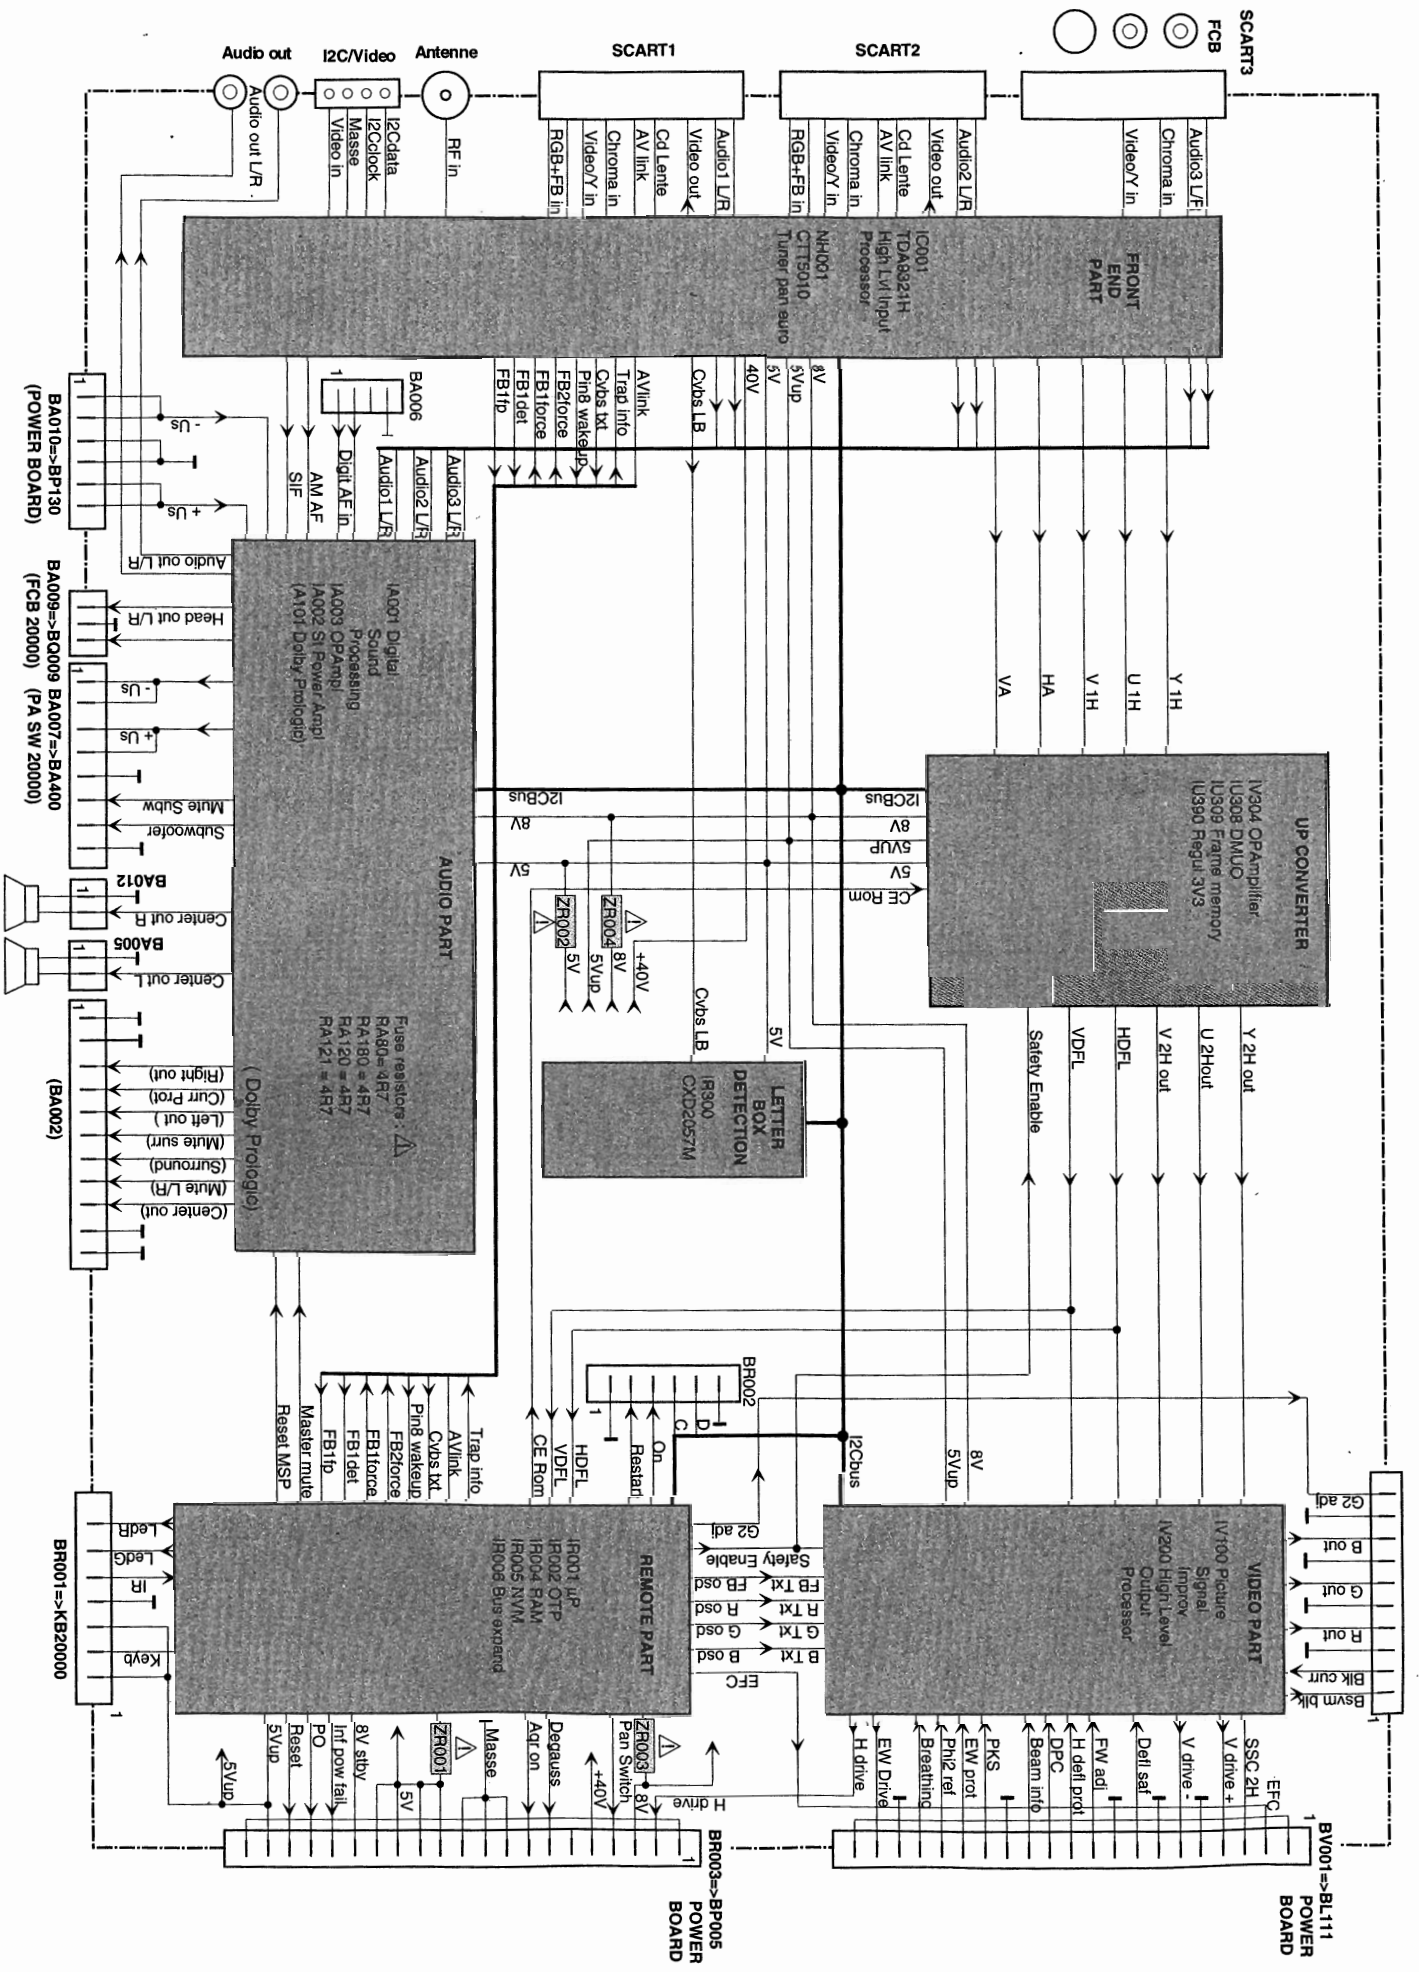 SCART3
FCB
SCART2
SCART1
Antenne
I2C/Video
Audio out
Audio3 L/R
Chroma in
Video/Y in
Audio2 L/R
Video out
Cd Lente
AV link
Chroma in
Video/Y in
RGB+FB in
Audio1 L/R
Video out
Cd Lente
AV link
Chroma in
Video/Y in
RGB+FB in
RF in
I2Cdata
I2Cclock
Masse
Video in
Audio out L/R
FRONT
END
PART
IC001
TDA9321H
High Lvl Input
Processor
NH001
CTT5010
Tuner pan euro
8V
5Vup
5V
40V
Cvbs LB
AVlink
Trap info
Cvbs txt
Pin8 wakeup
FB2force
FB1force
FB1det
FB1fp
BA006
1
Digit AF in
AM AF
SIF
Audio3 L/R
Audio2 L/R
Audio1 L/R
1
- Us
+ Us
BA010=>BP130
(POWER BOARD)
Y 1H
U 1H
V 1H
HA
VA
UP CONVERTER
IV304 OPAmplifier
IU308 DMUO
IU309 Frame memory
IU390 Regul 3V3
I2CBus
8V
5VUP
5V
CE Rom
I2CBus
8V
5V
ZR002
ZR004
+40V
8V
5Vup
5V
Cvbs LB
5V
LETTER
BOX
DETECTION
IR300
CXD2057M
Y 2H out
U 2Hout
V 2H out
HDFL
VDFL
Safety Enable
AUDIO PART
IA001 Digital
Sound
Processing
IA003 OPAmpl
IA002 St Power Ampl
(A101 Dolby Prologic)
Fuse resistors :
RA80= 4R7
RA180 = 4R7
RA120 = 4R7
RA121 = 4R7
( Dolby Prologic)
Audio out L/R
Head out L/R
BA009=>BQ009
(FCB 20000)
BA007=>BA400
(PA SW 20000)
1
- Us
+ Us
Mute Subw
Subwoofer
BA012
1
Center out R
BA005
1
Center out L
1
(Right out)
(Curr Prot)
(Left out )
(Mute surr)
(Surround)
(Mute L/R)
(Center out)
(BA002)
BR002
1
D
C
On
Restart
HDFL
VDFL
CE Rom
Trap info
AVlink
Cvbs txt
Pin8 wakeup
FB2force
FB1force
FB1det
FB1fp
Master mute
Reset MSP
I2Cbus
8V
5Vup
REMOTE PART
IR001 µP
IR002 OTP
IR004 RAM
IR005 NVM
IR006 Bus expand
G2 adj
Safety Enable
FB osd
FB Txt
R osd
R Txt
G osd
G Txt
B osd
B Txt
EFC
VIDEO PART
IV100 Picture
Signal
Improv
IV200 High Level
Output
Processor
G2 adj
B out
G out
R out
Blk curr
Bsvm blk
1
LedR
LedG
IR
Keyb
1
BR001=>KB20000
5Vup
5Vup
Reset
PO
Inf pow fail
8V stby
5V
ZR001
Masse
Aqr on
Degauss
+40V
Pan Switch
ZR003
8V
H drive
1
BR003=>BP005
POWER
BOARD
H drive
EW Drive
Breathing
Phi2 ref
EW prot
PKS
Beam info
DPC
H defl prot
FW adj
Defl saf
V drive -
V drive +
SSC 2H
EFC
1
BV001=>BL111
POWER
BOARD